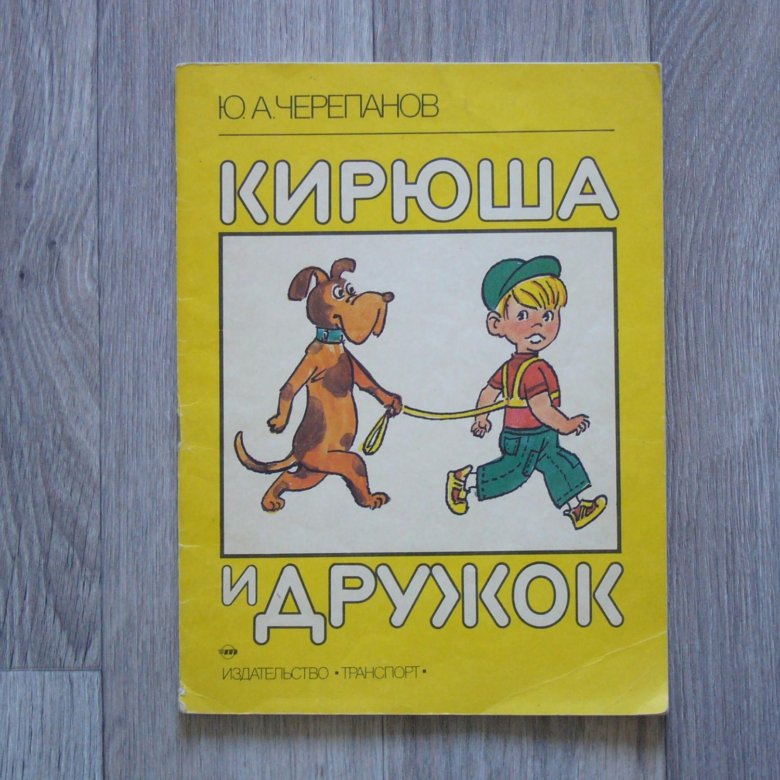 Ю.А.ЧЕРЕПАНОВ
КИРЮША
И ДРУЖОК
ИЗДАТЕЛЬСТВО • ТРАНСПОРТ •